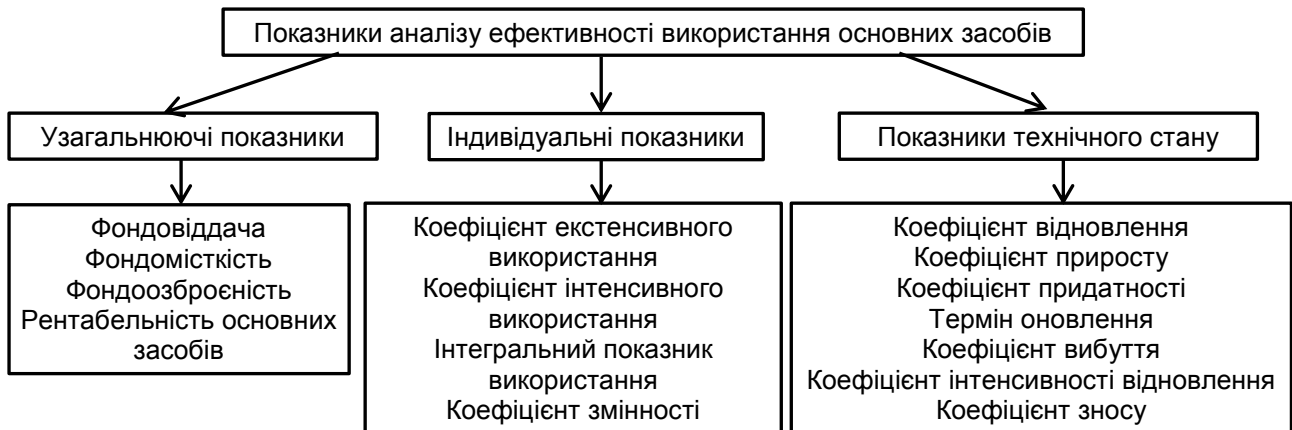 Показники аналізу ефективності використання основних засобів
Узагальнюючі показники
Індивідуальні показники
Показники технічного стану
Фондовіддача
Фондомісткість
Фондоозброєність
Рентабельність основних
засобів
Коефіцієнт екстенсивного
використання
Коефіцієнт інтенсивного
використання
Інтегральний показник
використання
Коефіцієнт змінності
Коефіцієнт відновлення
Коефіцієнт приросту
Коефіцієнт придатності
Термін оновлення
Коефіцієнт вибуття
Коефіцієнт інтенсивності відновлення
Коефіцієнт зносу